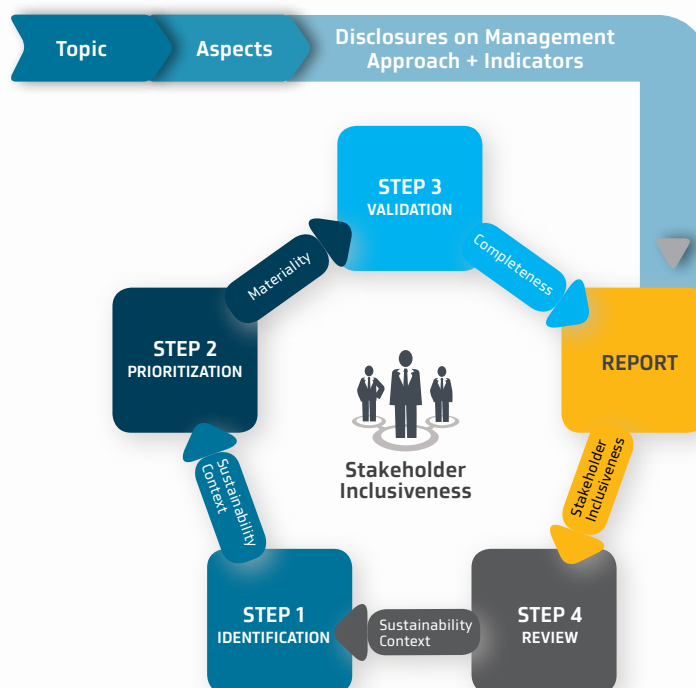 Topic
Aspects
Disclosures on Management
Approach + Indicators
STEP 3
VALIDATION
Materiality
Completeness
STEP 2
PRIORITIZATION
REPORT
Stakeholder
Inclusiveness
Stakeholder
Inclusiveness
Sustainability
Context
STEP 1
IDENTIFICATION
Sustainability
Context
STEP 4
REVIEW